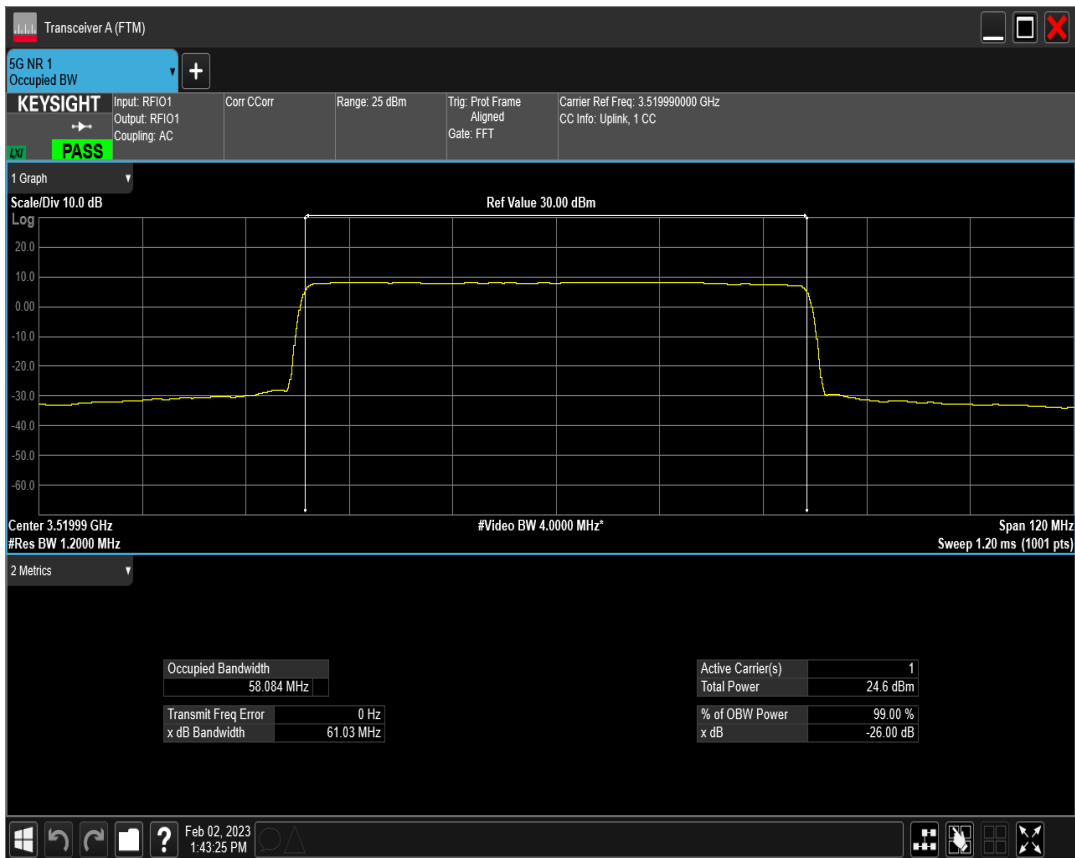 Transceiver A (FTM)
5G NR 1
Occupied BW
+
KEYSIGHT
LXI
PASS
Input: RFIO1
Output: RFIO1
Coupling: AC
Corr CCorr
Range: 25 dBm
Trig: Prot Frame
Aligned
Gate: FFT
Carrier Ref Freq: 3.519990000 GHz
CC Info: Uplink, 1 CC
1 Graph
Scale/Div 10.0 dB
Ref Value 30.00 dBm
Log
20.0
10.0
0.00
-10.0
-20.0
-30.0
-40.0
-50.0
-60.0
Center 3.51999 GHz
#Video BW 4.0000 MHz*
Span 120 MHz
#Res BW 1.2000 MHz
Sweep 1.20 ms (1001 pts)
2 Metrics
Occupied Bandwidth
58.084 MHz
Transmit Freq Error 0 Hz
x dB Bandwidth 61.03 MHz
Active Carrier(s) 1
Total Power 24.6 dBm
% of OBW Power 99.00 %
x dB -26.00 dB
?
Feb 02, 2023
1:43:25 PM